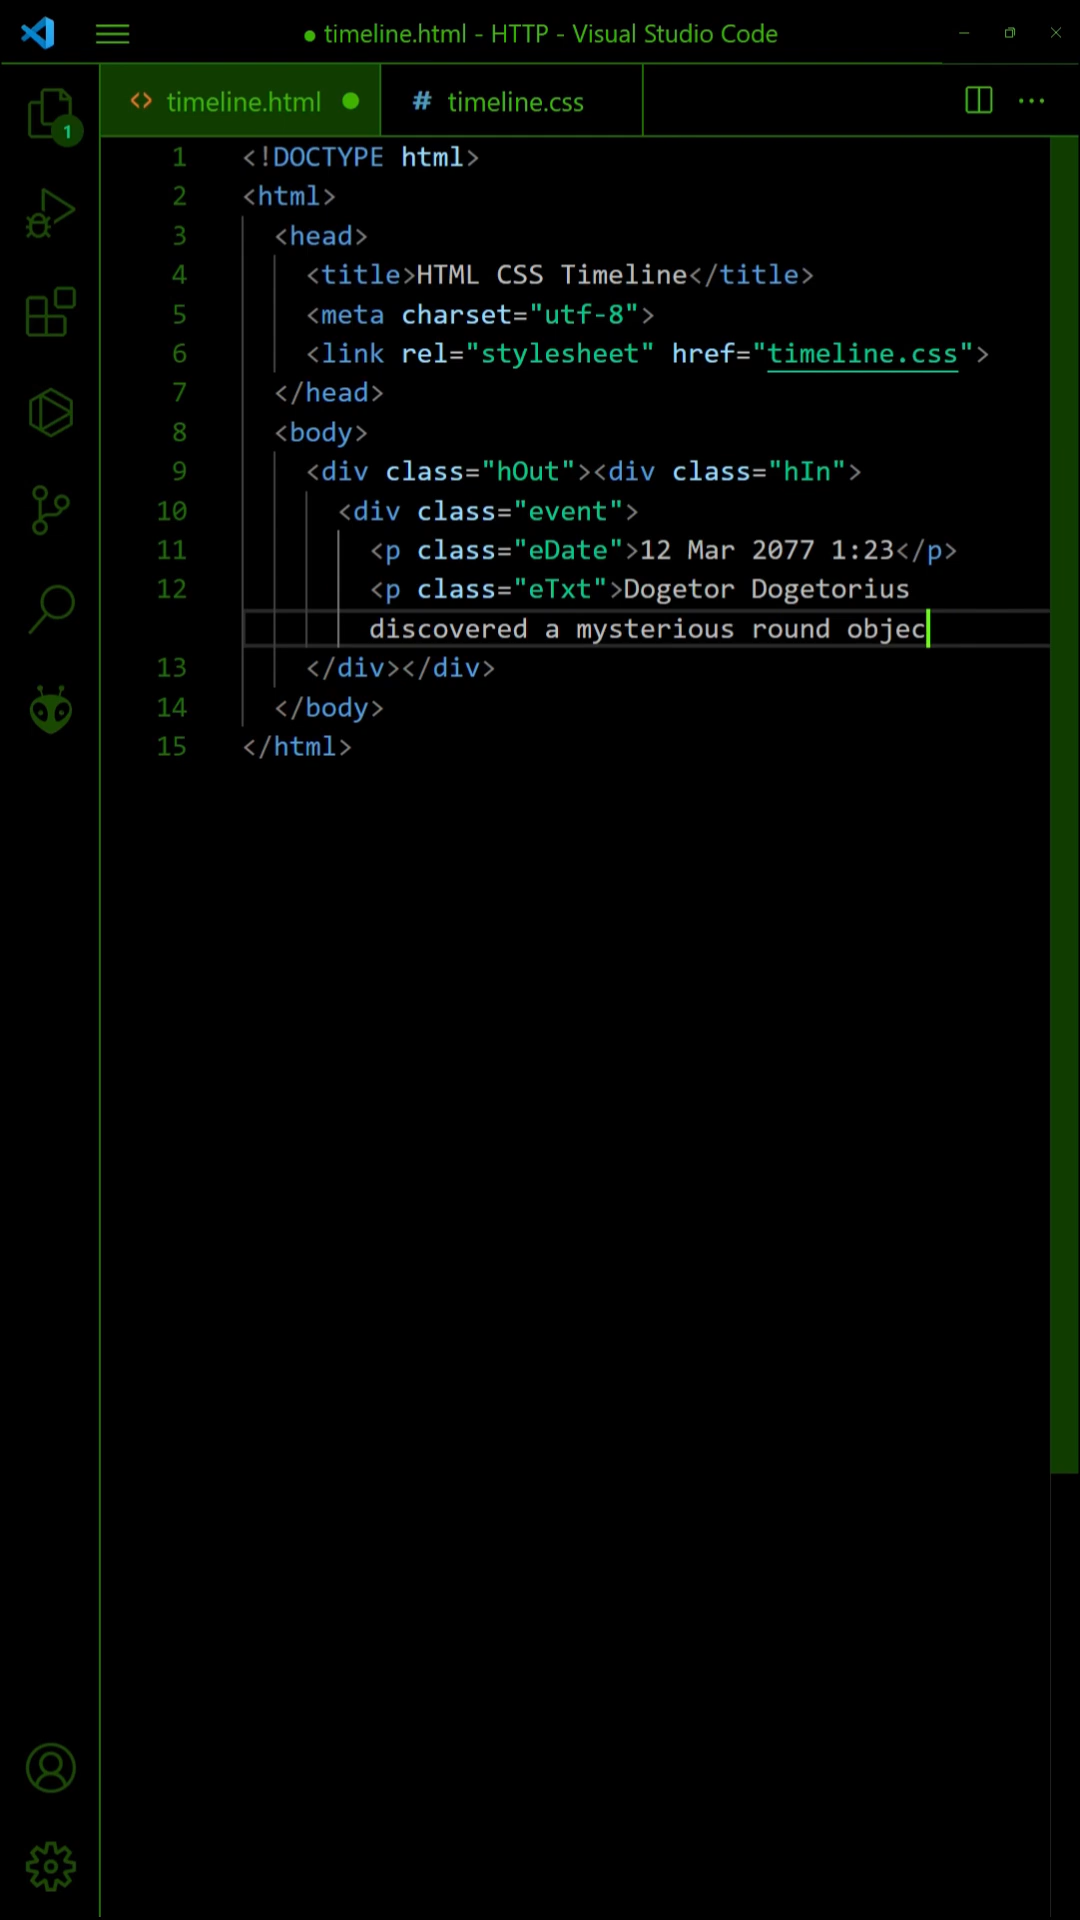 ● timeline.html - HTTP - Visual Studio Code
<> timeline.html ●
# timeline.css
1
1 <!DOCTYPE html>
2 <html>
3 <head>
4 <title>HTML CSS Timeline</title>
5 <meta charset="utf-8">
6 <link rel="stylesheet" href="timeline.css">
7 </head>
8 <body>
9 <div class="hOut"><div class="hIn">
10 <div class="event">
11 <p class="eDate">12 Mar 2077 1:23</p>
12 <p class="eTxt">Dogetor Dogetorius
discovered a mysterious round objec
13 </div></div>
14 </body>
15 </html>